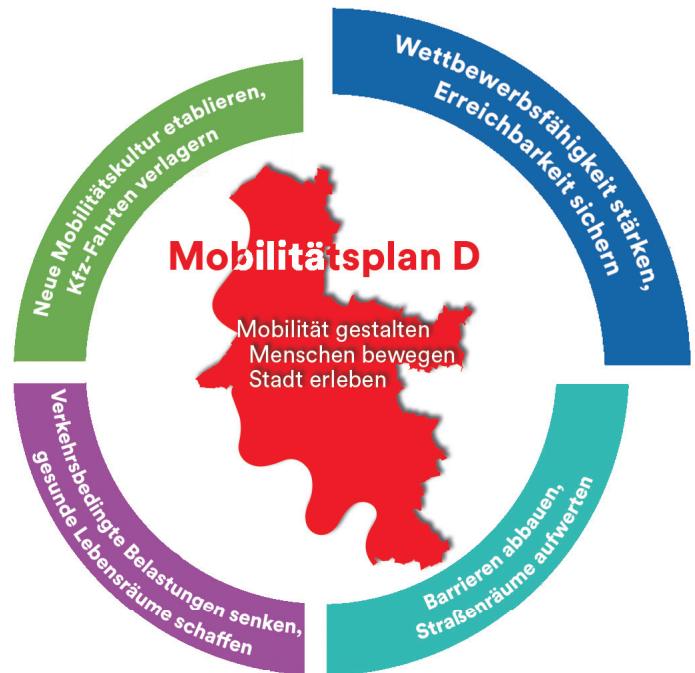 Neue Mobilitätskultur etablieren,
Kfz-Fahrten verlagern
Wettbewerbsfähigkeit stärken,
Erreichbarkeit sichern
Mobilitätsplan D
Mobilität gestalten
Menschen bewegen
Stadt erleben
Verkehrsbedingte Belastungen senken,
gesunde Lebensräume schaffen
Barrieren abbauen,
Straßenräume aufwerten